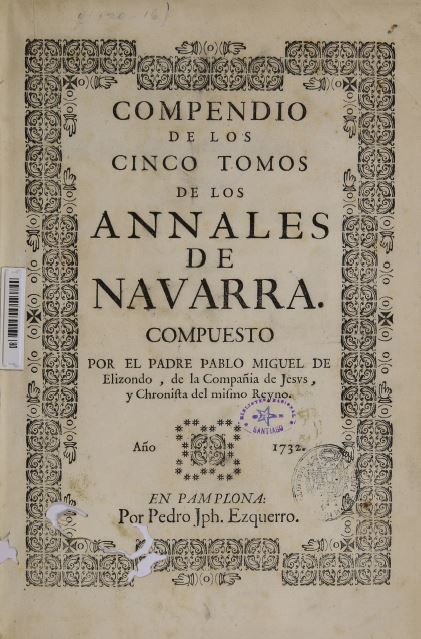 COMPENDIO
DE LOS
CINCO TOMOS
DE LOS
ANNALES
DE
NAVARRA.
COMPUESTO
POR EL PADRE PABLO MIGUEL DE
Elizondo, de la Compañia de Jesvs,
y Chroniſta del miſmo Reyno.
SANTIAGO
Año 1732.
EN PAMPLONA:
Por Pedro Jph. Ezquerro.